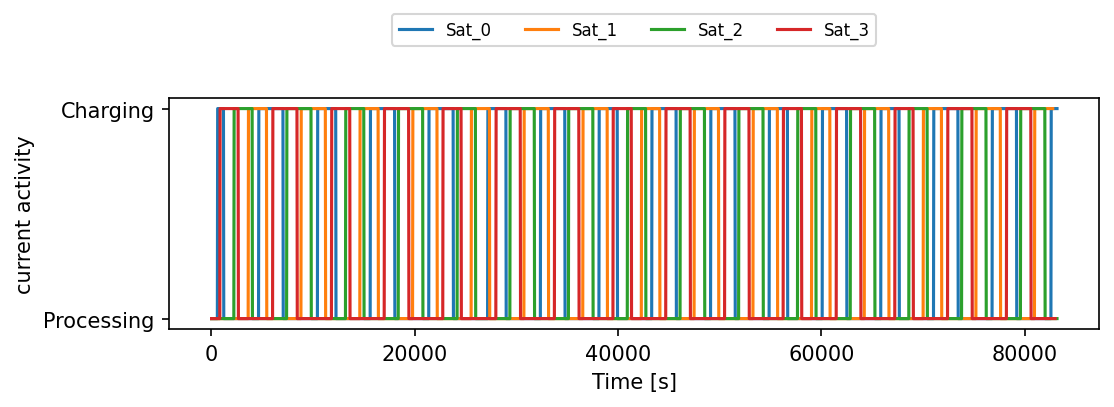 Sat_0 Sat_1 Sat_2 Sat_3
Charging
current activity
Processing
0 20000 40000 60000 80000
Time [s]